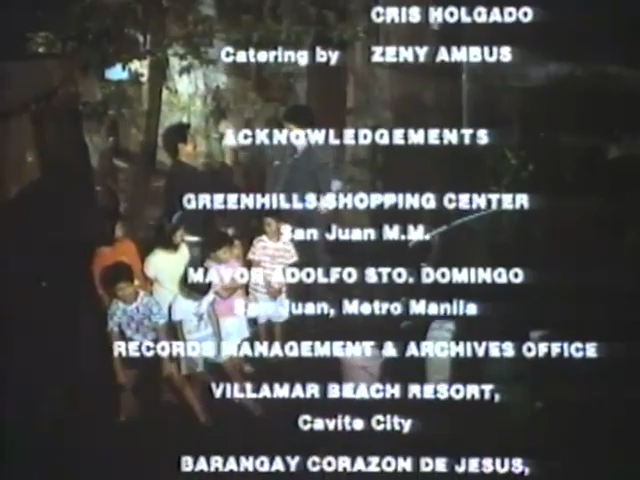 CRIS HOLGADO
Catering by ZENY AMBUS
ACKNOWLEDGEMENTS
GREENHILLS SHOPPING CENTER
San Juan M.M.
MAYOR ADOLFO STO. DOMINGO
San Juan, Metro Manila
RECORDS MANAGEMENT & ARCHIVES OFFICE
VILLAMAR BEACH RESORT,
Cavite City
BARANGAY CORAZON DE JESUS,